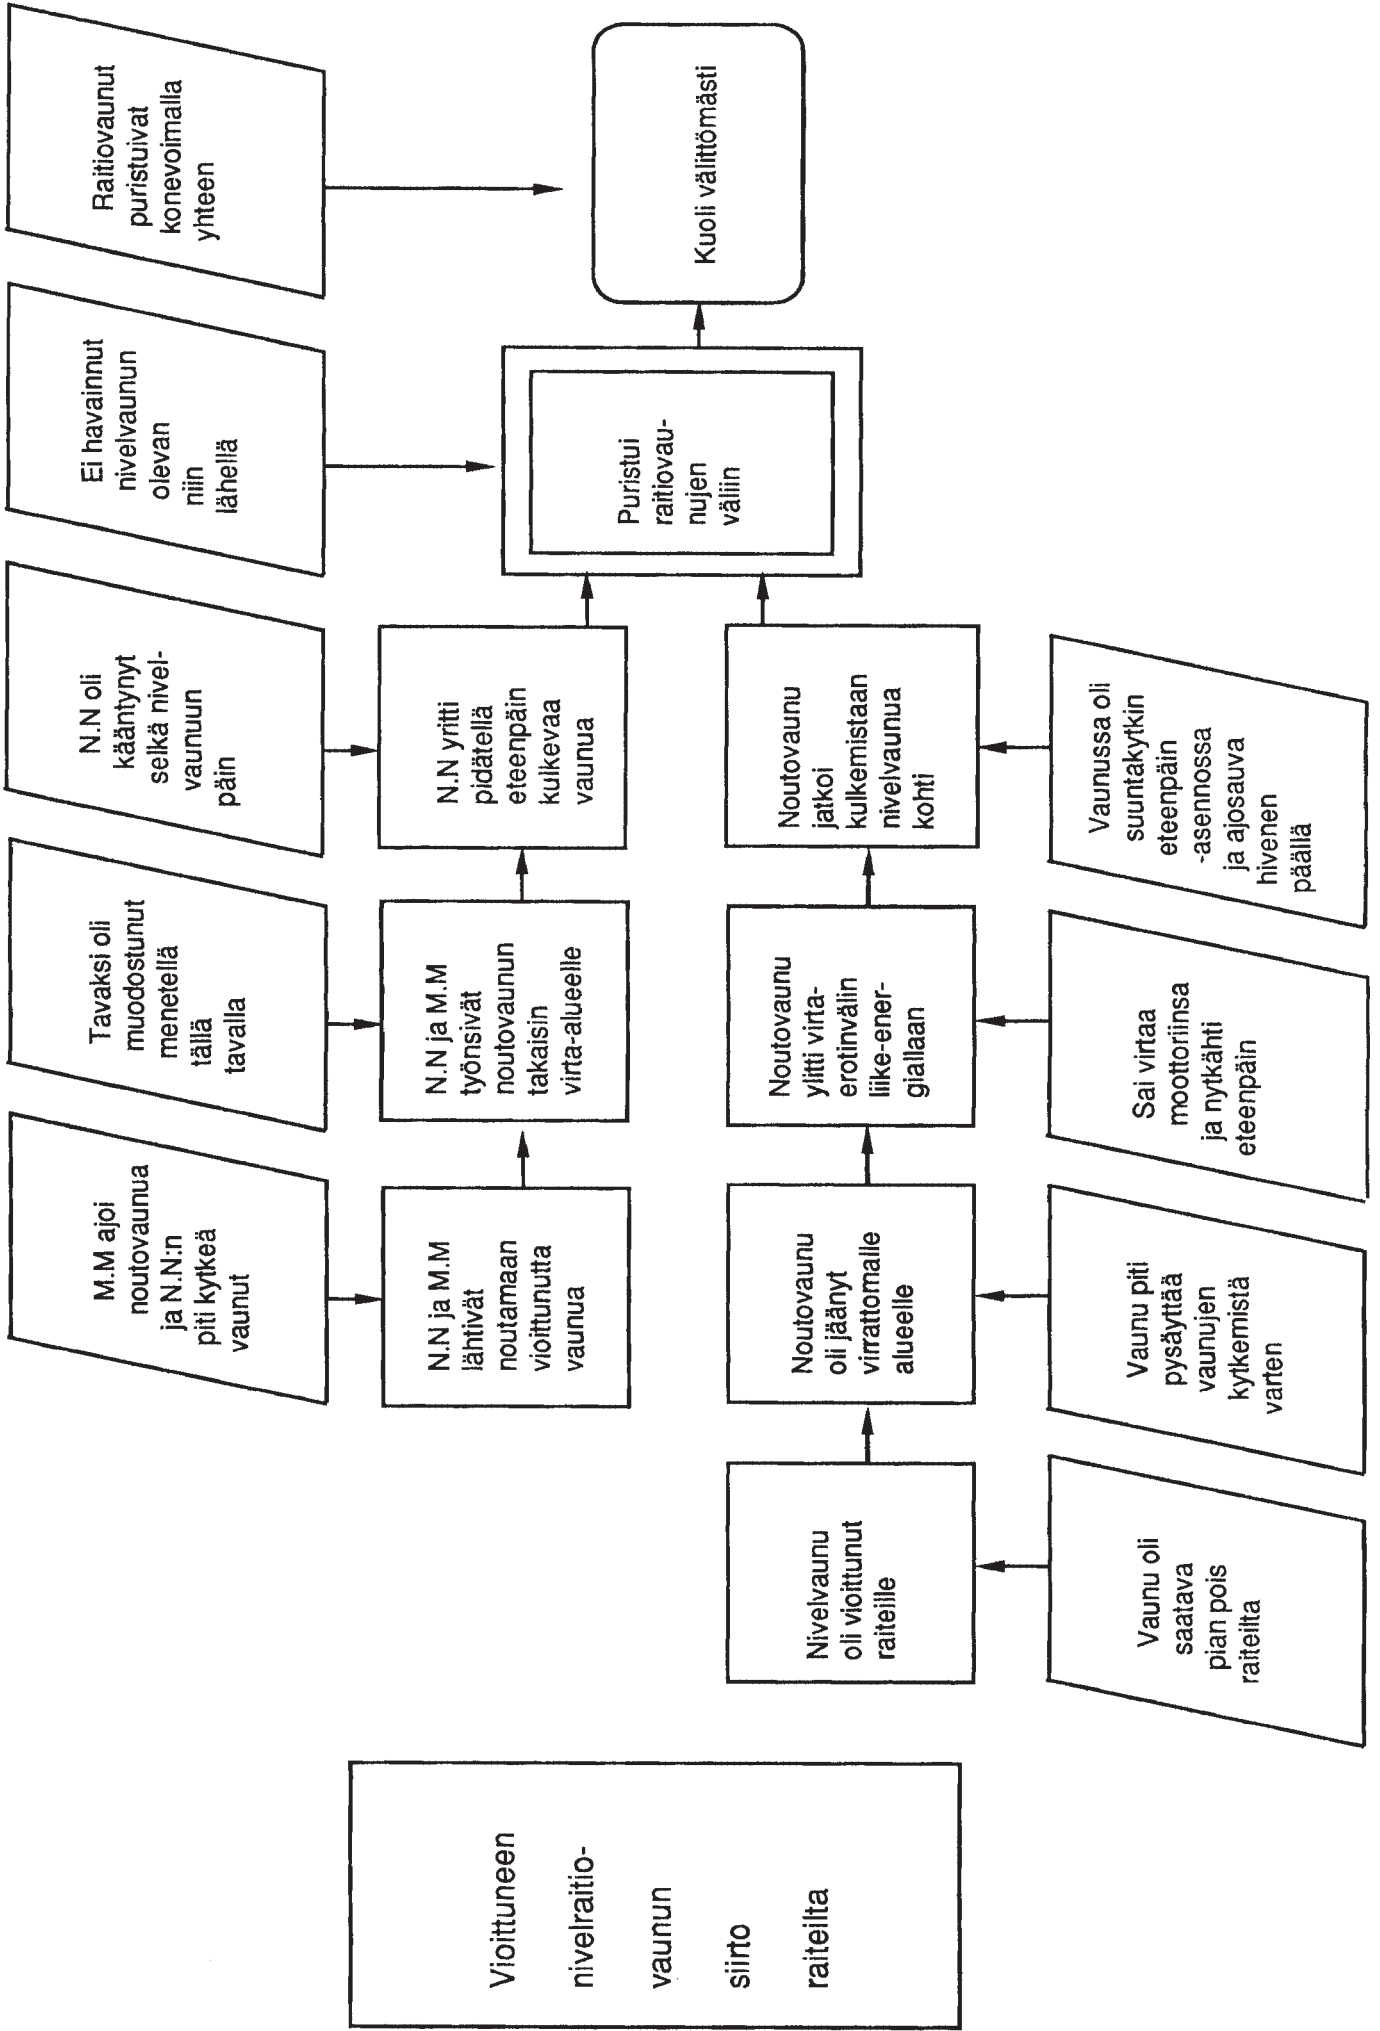 Vioittuneen
nivelraitio-
vaunun
siirto
raiteilta
M.M ajoi
noutovaunua
ja N.N:n
piti kytkeä
vaunut
Tavaksi oli
muodostunut
menetellä
tällä
tavalla
N.N oli
kääntynyt
selkä nivel-
vaunuun
päin
Ei havainnut
nivelvaunun
olevan
niin
lähellä
Raitiovaunut
puristuivat
konevoimalla
yhteen
N.N ja M.M
lähtivät
noutamaan
vioittunutta
vaunua
N.N ja M.M
työnsivät
noutovaunun
takaisin
virta-alueelle
N.N yritti
pidätellä
eteenpäin
kulkevaa
vaunua
Puristui
raitiovau-
nujen
väliin
Kuoli välittömästi
Nivelvaunu
oli vioittunut
raiteille
Noutovaunu
oli jäänyt
virrattomalle
alueelle
Noutovaunu
ylitti virta-
erotinvälin
liike-ener-
giallaan
Noutovaunu
jatkoi
kulkemistaan
nivelvaunua
kohti
Vaunu oli
saatava
pian pois
raiteilta
Vaunu piti
pysäyttää
vaunujen
kytkemistä
varten
Sai virtaa
moottoriinsa
ja nytkähti
eteenpäin
Vaunussa oli
suuntakytkin
eteenpäin
-asennossa
ja ajosauva
hivenen
päällä